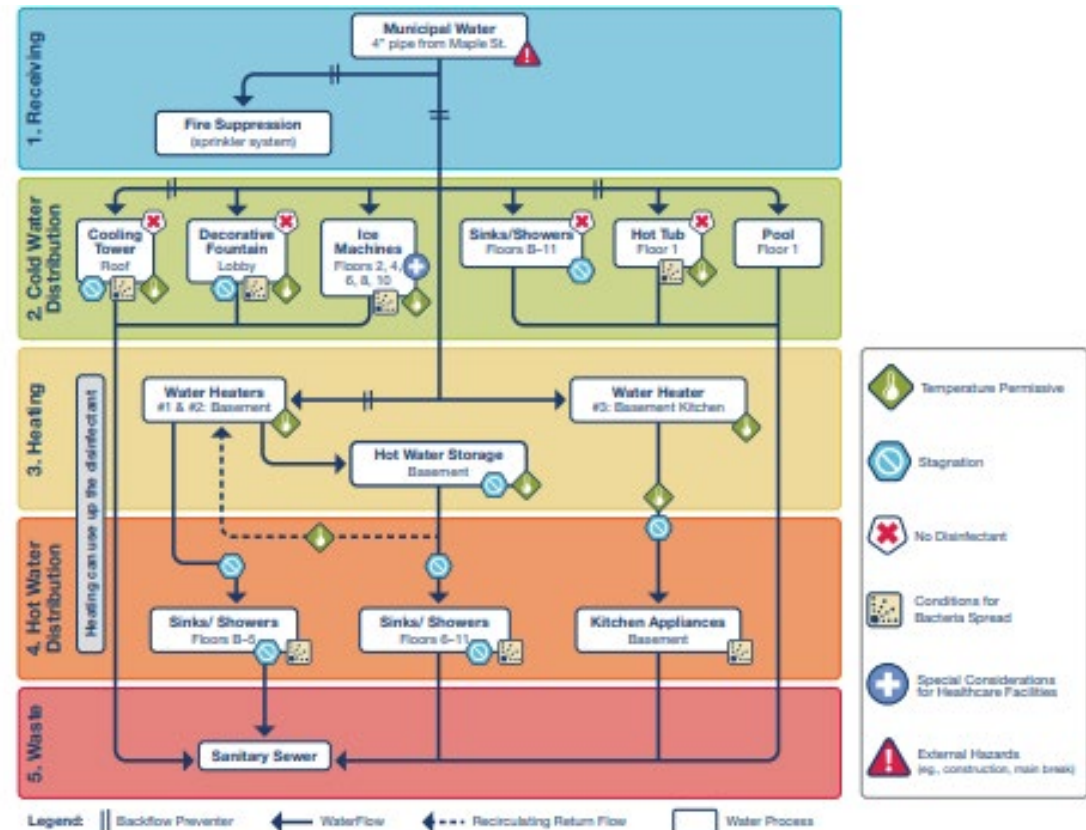 1. Receiving
Municipal Water
4" pipe from Maple St.
Fire Suppression
(sprinkler system)
2. Cold Water
Distribution
Cooling
Tower
Roof
Decorative
Fountain
Lobby
Ice
Machines
Floors 2, 4,
6, 8, 10
Sinks/Showers
Floors B–11
Hot Tub
Floor 1
Pool
Floor 1
3. Heating
Heating can use up the disinfectant
Water Heaters
#1 & #2: Basement
Water Heater
#3: Basement Kitchen
Hot Water Storage
Basement
4. Hot Water
Distribution
Sinks/ Showers
Floors B–5
Sinks/ Showers
Floors 6–11
Kitchen Appliances
Basement
5. Waste
Sanitary Sewer
Temperature Permissive
Stagnation
No Disinfectant
Conditions for
Bacteria Spread
Special Considerations
for Healthcare Facilities
External Hazards
(eg., construction, main break)
Legend: Backflow Preventer WaterFlow Recirculating Return Flow Water Process